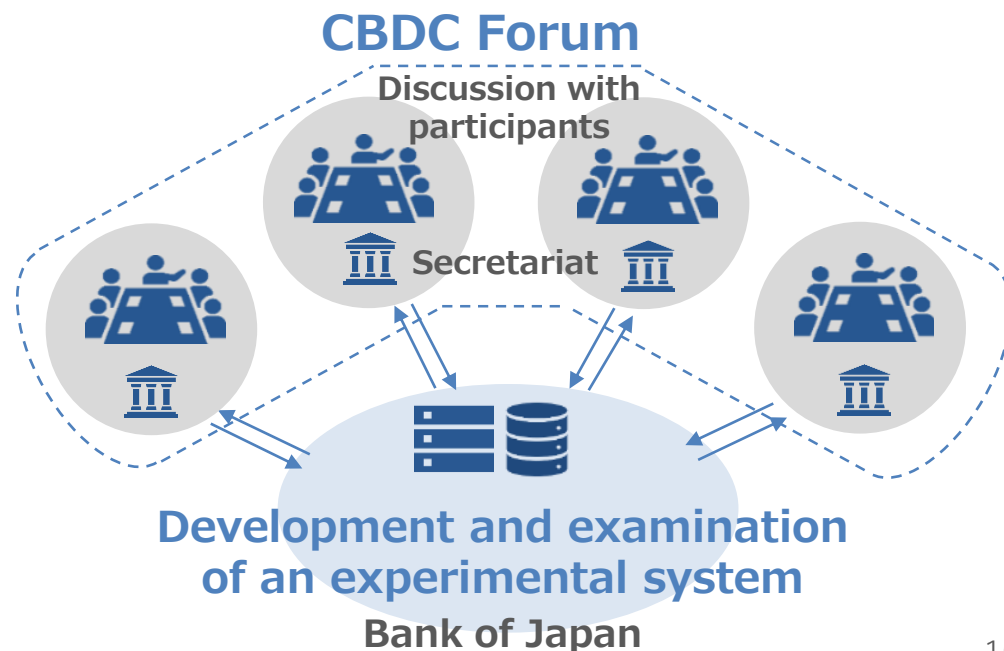 CBDC Forum
Discussion with
participants
Secretariat
Development and examination
of an experimental system
Bank of Japan
1